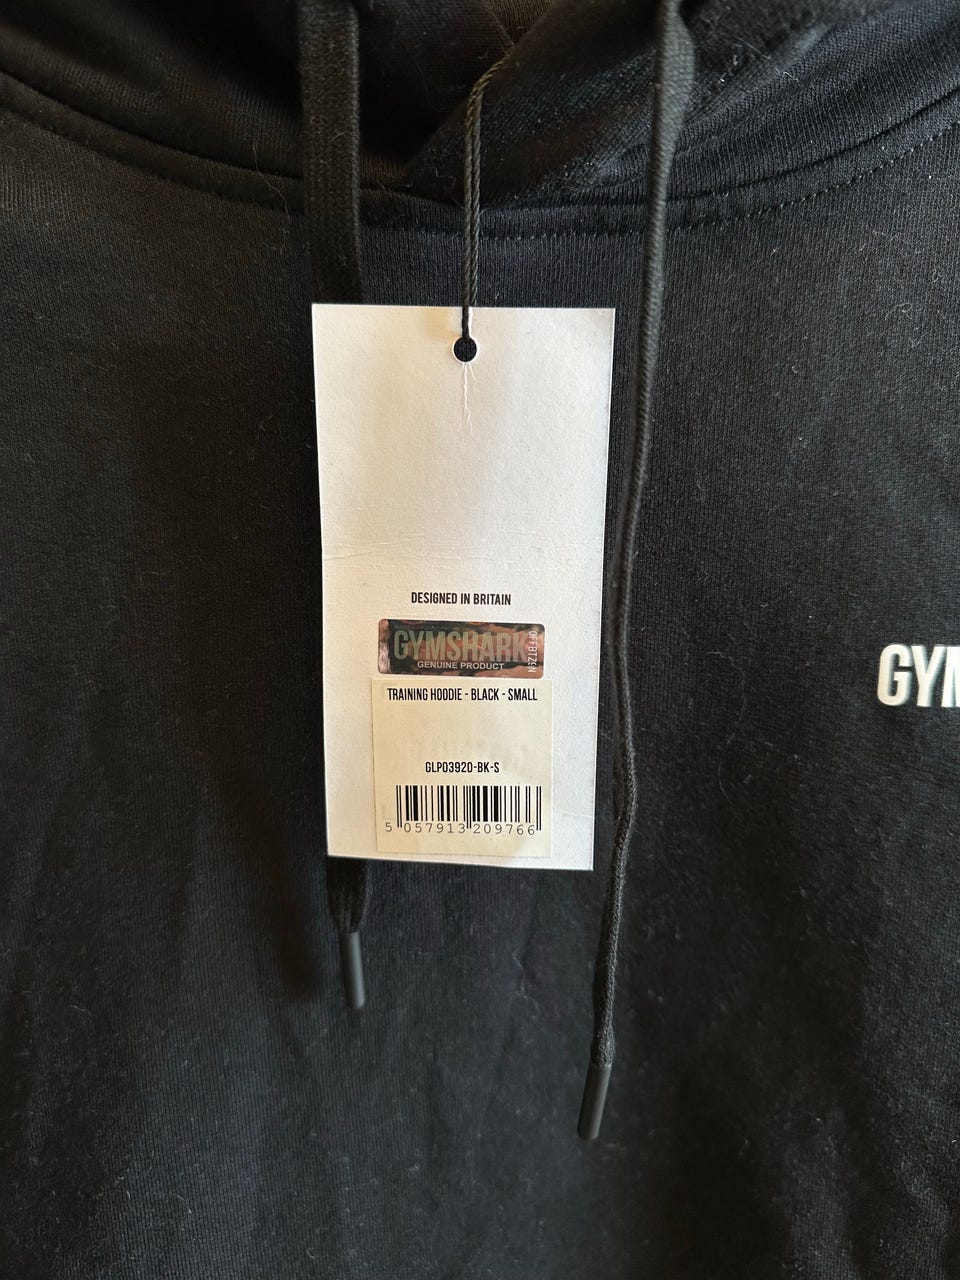 DESIGNED IN BRITAIN
GYMSHARK
GENUINE PRODUCT
TRAINING HOODIE - BLACK - SMALL
GLP03920-BK-S
5 057913 209766
GYM